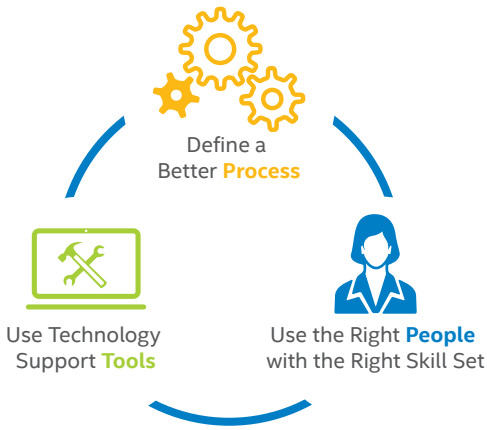 Define a
Better Process
Use Technology
Support Tools
Use the Right People
with the Right Skill Set